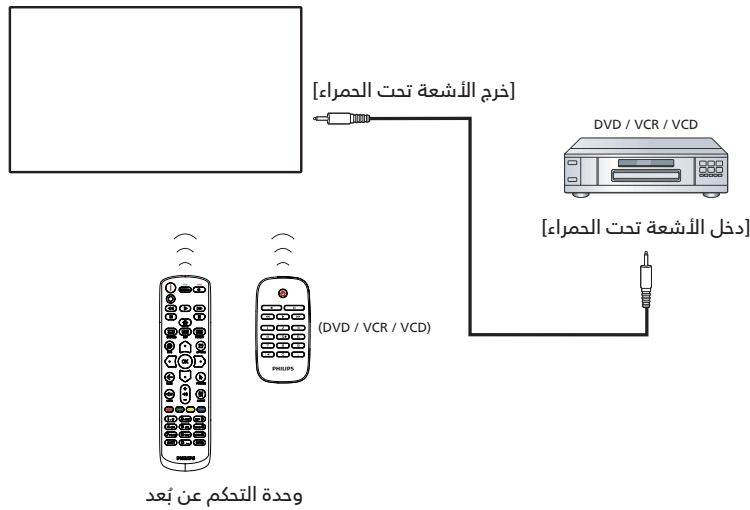 [خرج الأشعة تحت الحمراء]
DVD / VCR / VCD
[دخل الأشعة تحت الحمراء]
(DVD / VCR / VCD)
OK
PHILIPS
PHILIPS
وحدة التحكم عن بُعد